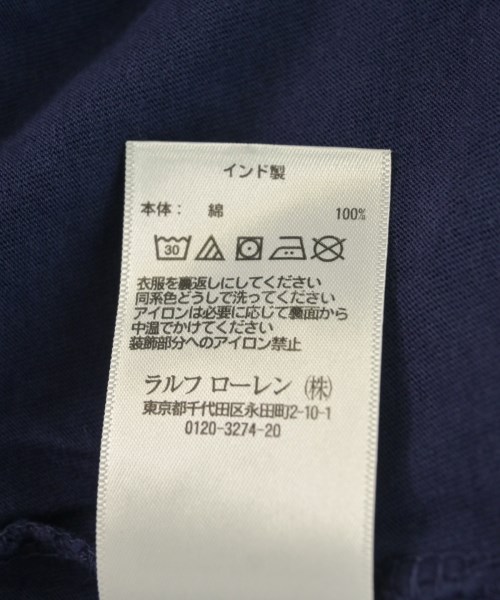 インド製
本体： 綿 100%
30
衣服を裏返しにしてください
同系色どうしで洗ってください
アイロンは必要に応じて裏面から
中温でかけてください
装飾部分へのアイロン禁止
ラルフ ローレン（株）
東京都千代田区永田町2-10-1
0120-3274-20